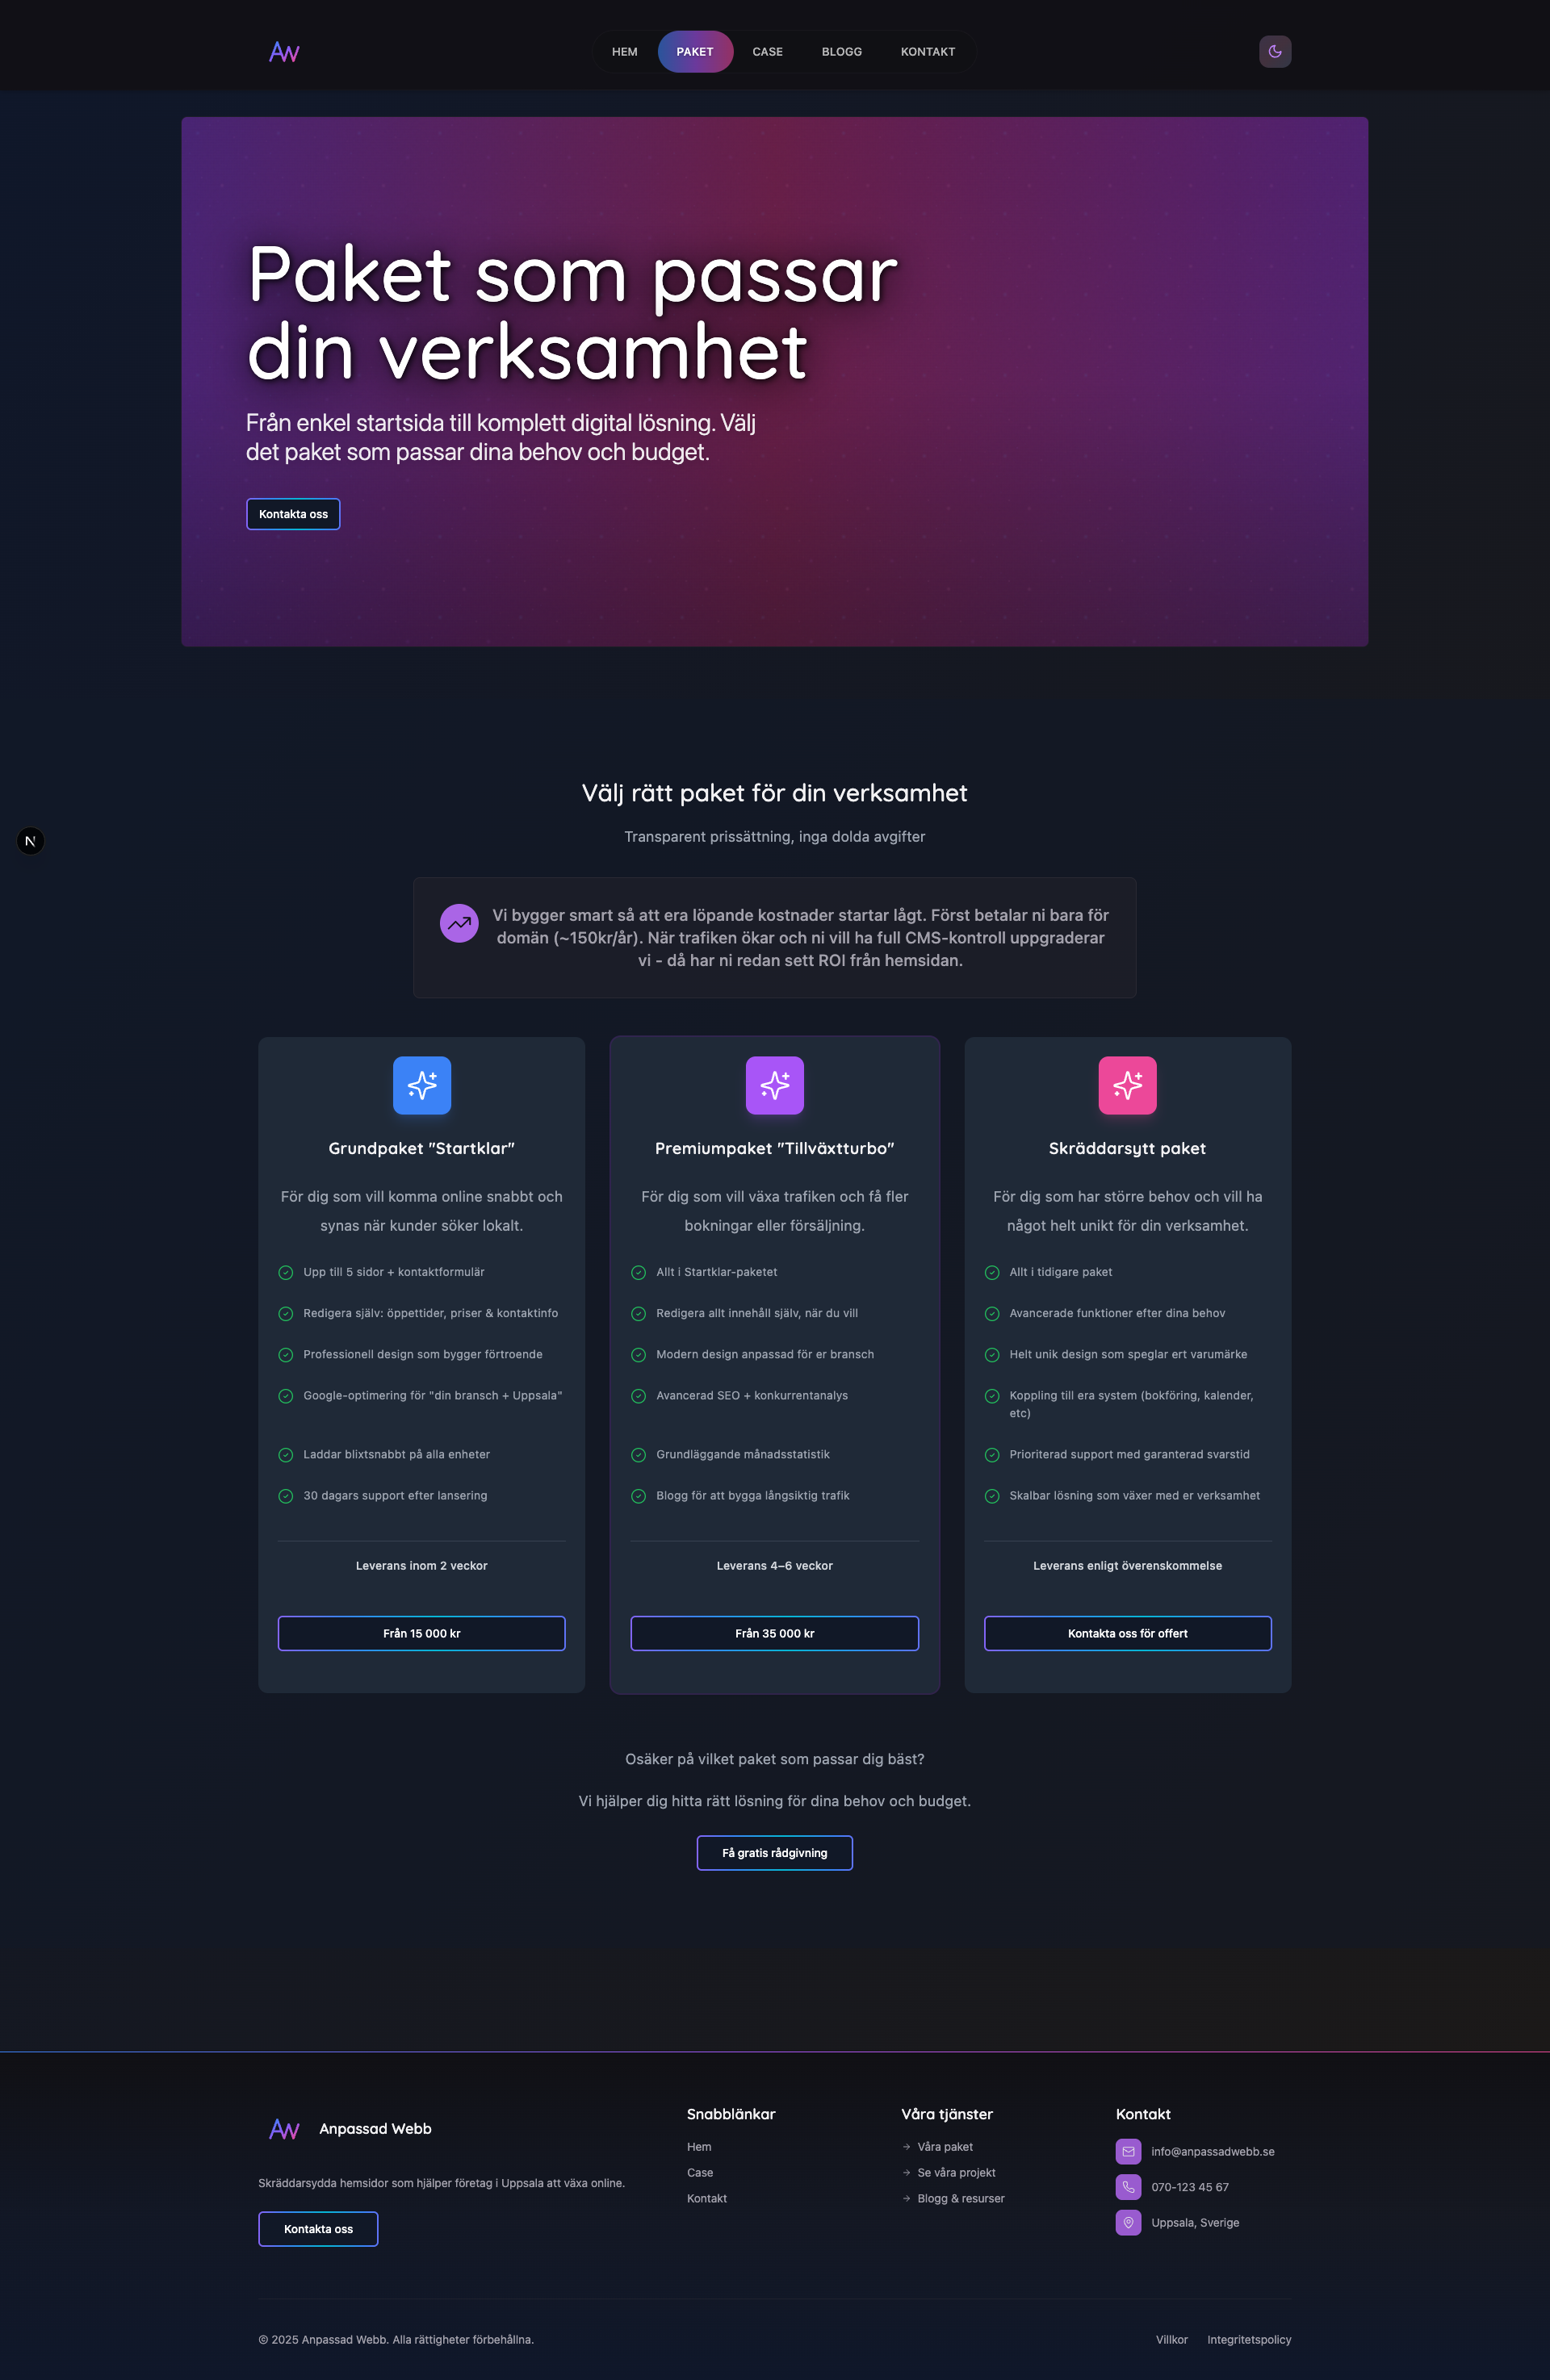 AW
HEM
PAKET
CASE
BLOGG
KONTAKT
Paket som passar
din verksamhet
Från enkel startsida till komplett digital lösning. Välj
det paket som passar dina behov och budget.
Kontakta oss
Välj rätt paket för din verksamhet
Transparent prissättning, inga dolda avgifter
N
Vi bygger smart så att era löpande kostnader startar lågt. Först betalar ni bara för
domän (~150kr/år). När trafiken ökar och ni vill ha full CMS-kontroll uppgraderar
vi - då har ni redan sett ROI från hemsidan.
Grundpaket "Startklar"
För dig som vill komma online snabbt och
synas när kunder söker lokalt.
Upp till 5 sidor + kontaktformulär
Redigera själv: öppettider, priser & kontaktinfo
Professionell design som bygger förtroende
Google-optimering för "din bransch + Uppsala"
Laddar blixtsnabbt på alla enheter
30 dagars support efter lansering
Leverans inom 2 veckor
Från 15 000 kr
Premiumpaket "Tillväxtturbo"
För dig som vill växa trafiken och få fler
bokningar eller försäljning.
Allt i Startklar-paketet
Redigera allt innehåll själv, när du vill
Modern design anpassad för er bransch
Avancerad SEO + konkurrentanalys
Grundläggande månadsstatistik
Blogg för att bygga långsiktig trafik
Leverans 4–6 veckor
Från 35 000 kr
Skräddarsytt paket
För dig som har större behov och vill ha
något helt unikt för din verksamhet.
Allt i tidigare paket
Avancerade funktioner efter dina behov
Helt unik design som speglar ert varumärke
Koppling till era system (bokföring, kalender,
etc)
Prioriterad support med garanterad svarstid
Skalbar lösning som växer med er verksamhet
Leverans enligt överenskommelse
Kontakta oss för offert
Osäker på vilket paket som passar dig bäst?
Vi hjälper dig hitta rätt lösning för dina behov och budget.
Få gratis rådgivning
AW
Anpassad Webb
Skräddarsydda hemsidor som hjälper företag i Uppsala att växa online.
Kontakta oss
Snabblänkar
Hem
Case
Kontakt
Våra tjänster
Våra paket
Se våra projekt
Blogg & resurser
Kontakt
info@anpassadwebb.se
070-123 45 67
Uppsala, Sverige
© 2025 Anpassad Webb. Alla rättigheter förbehållna.
Villkor
Integritetspolicy